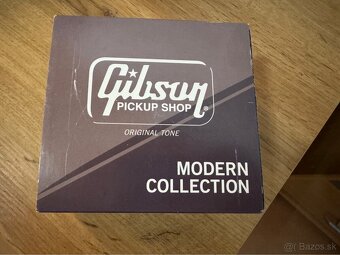 Gibson
PICKUP SHOP®
ORIGINAL TONE
MODERN
COLLECTION
Bazos.sk